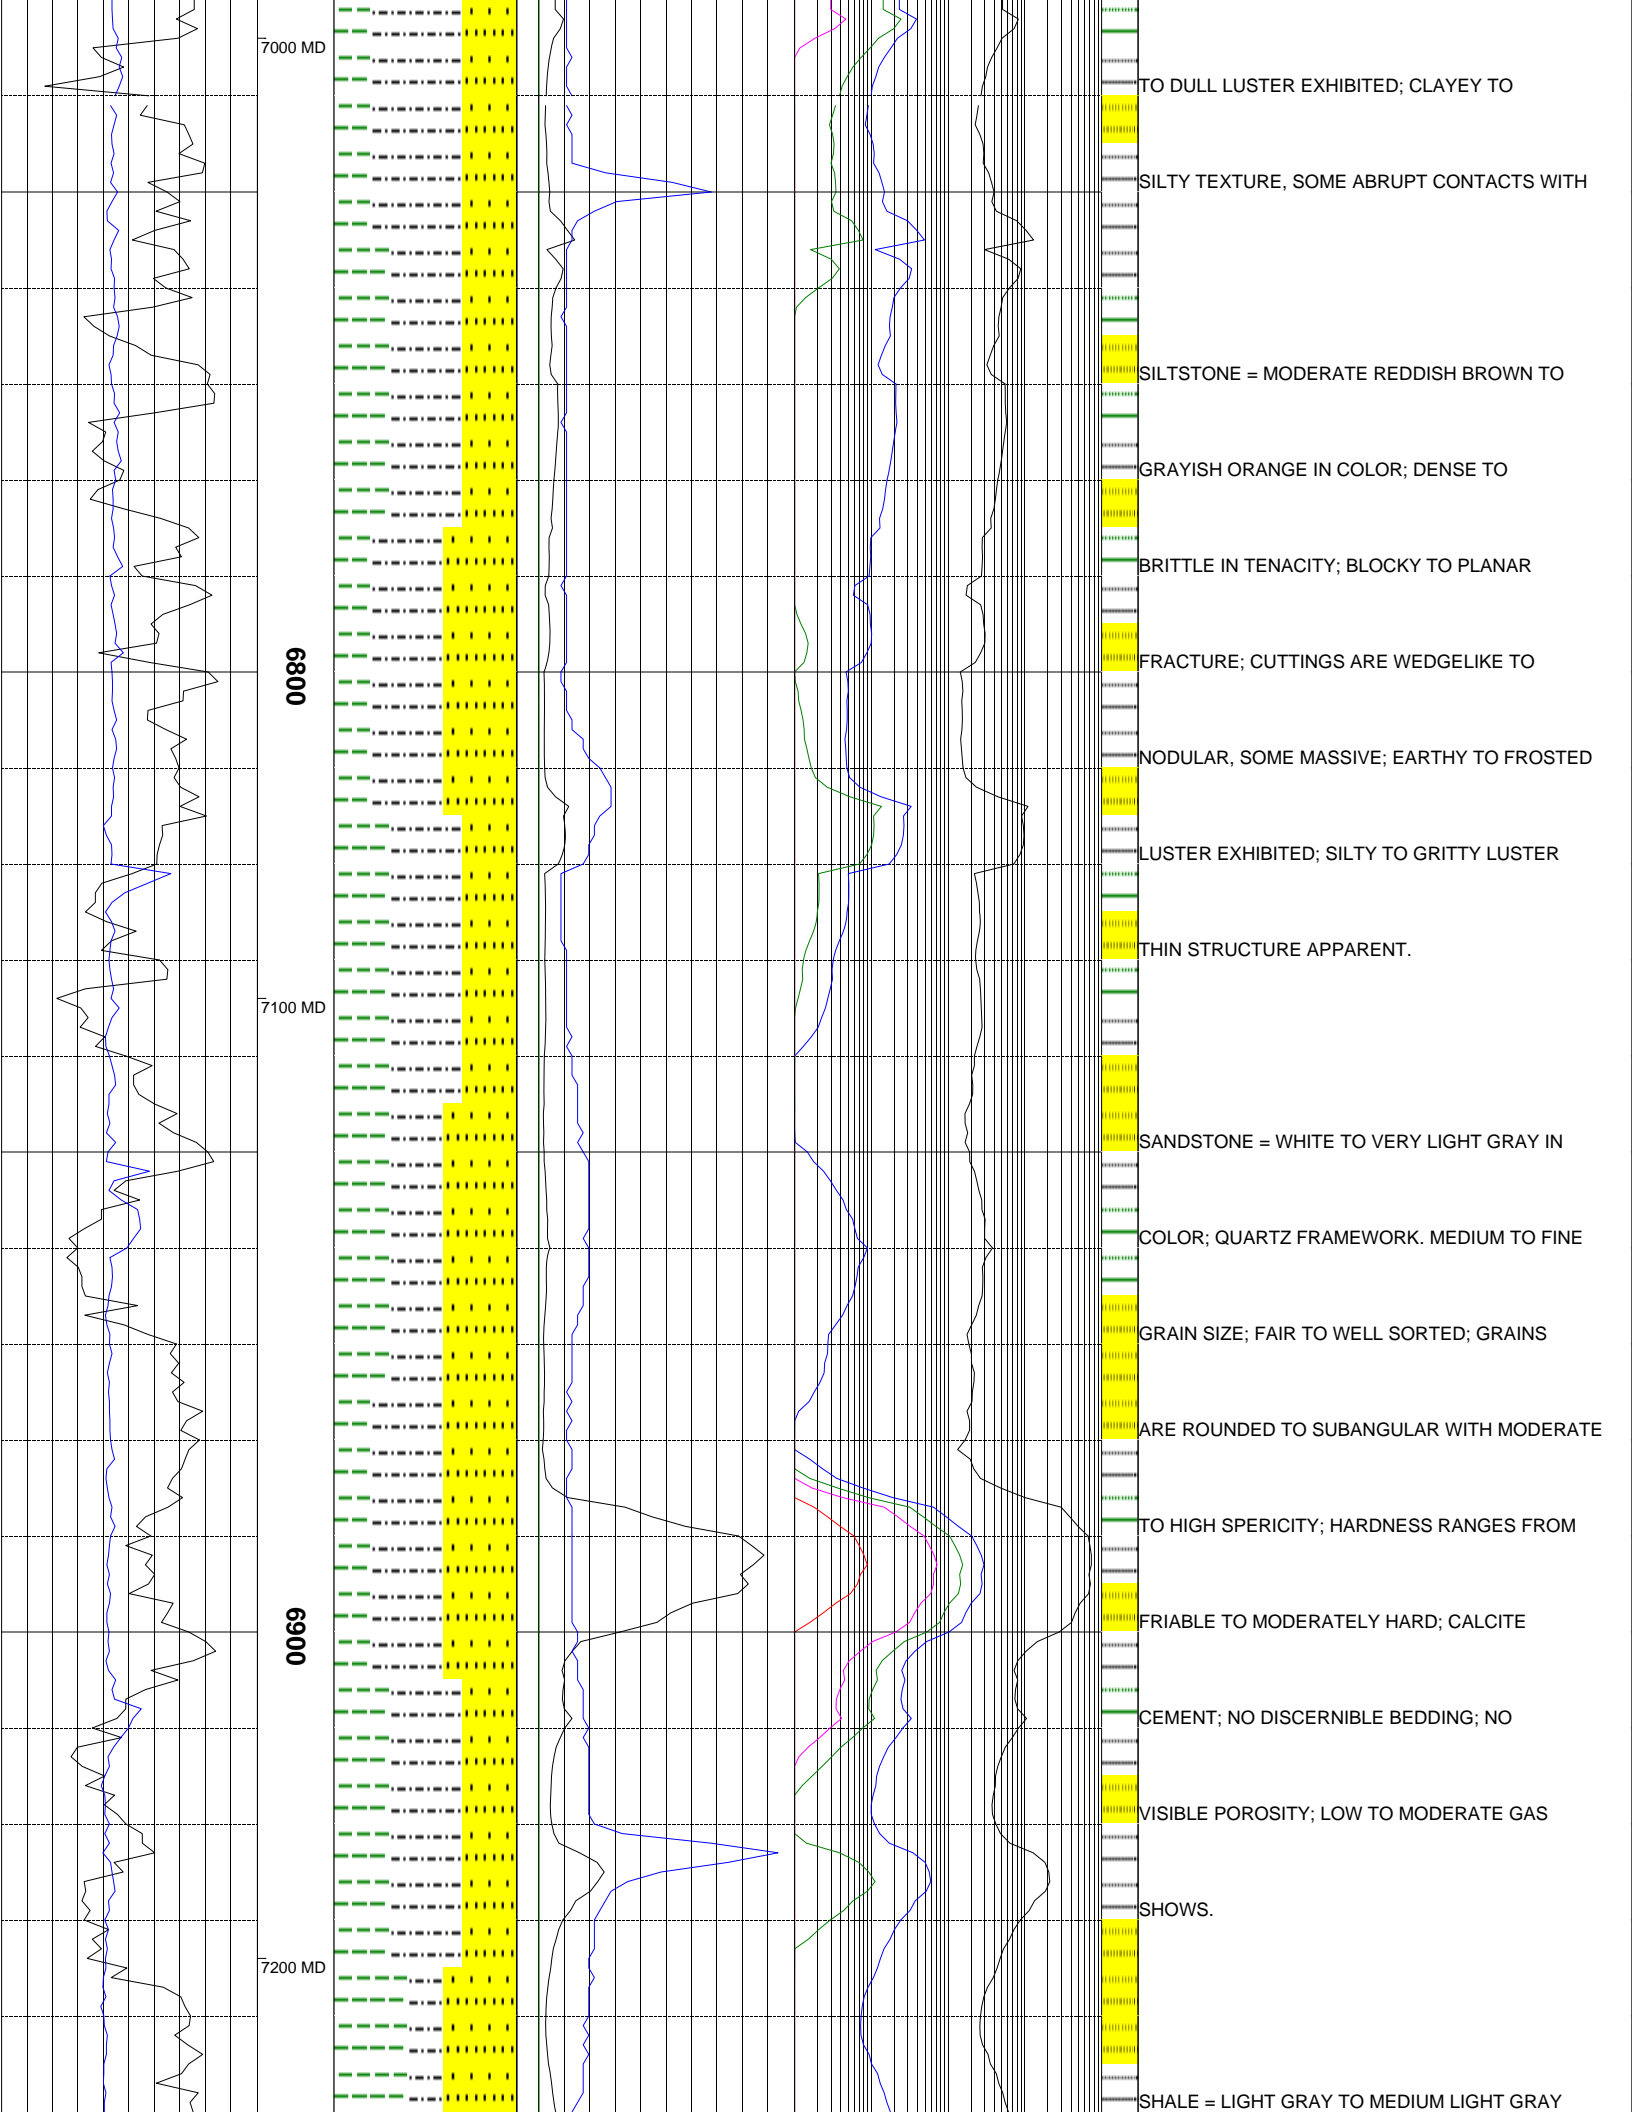 7000 MD
TO DULL LUSTER EXHIBITED; CLAYEY TO
SILTY TEXTURE, SOME ABRUPT CONTACTS WITH
SILTSTONE = MODERATE REDDISH BROWN TO
GRAYISH ORANGE IN COLOR; DENSE TO
BRITTLE IN TENACITY; BLOCKY TO PLANAR
6800
FRACTURE; CUTTINGS ARE WEDGELIKE TO
NODULAR, SOME MASSIVE; EARTHY TO FROSTED
LUSTER EXHIBITED; SILTY TO GRITTY LUSTER
THIN STRUCTURE APPARENT.
7100 MD
SANDSTONE = WHITE TO VERY LIGHT GRAY IN
COLOR; QUARTZ FRAMEWORK. MEDIUM TO FINE
GRAIN SIZE; FAIR TO WELL SORTED; GRAINS
ARE ROUNDED TO SUBANGULAR WITH MODERATE
TO HIGH SPERICITY; HARDNESS RANGES FROM
6900
FRIABLE TO MODERATELY HARD; CALCITE
CEMENT; NO DISCERNIBLE BEDDING; NO
VISIBLE POROSITY; LOW TO MODERATE GAS
SHOWS.
7200 MD
SHALE = LIGHT GRAY TO MEDIUM LIGHT GRAY